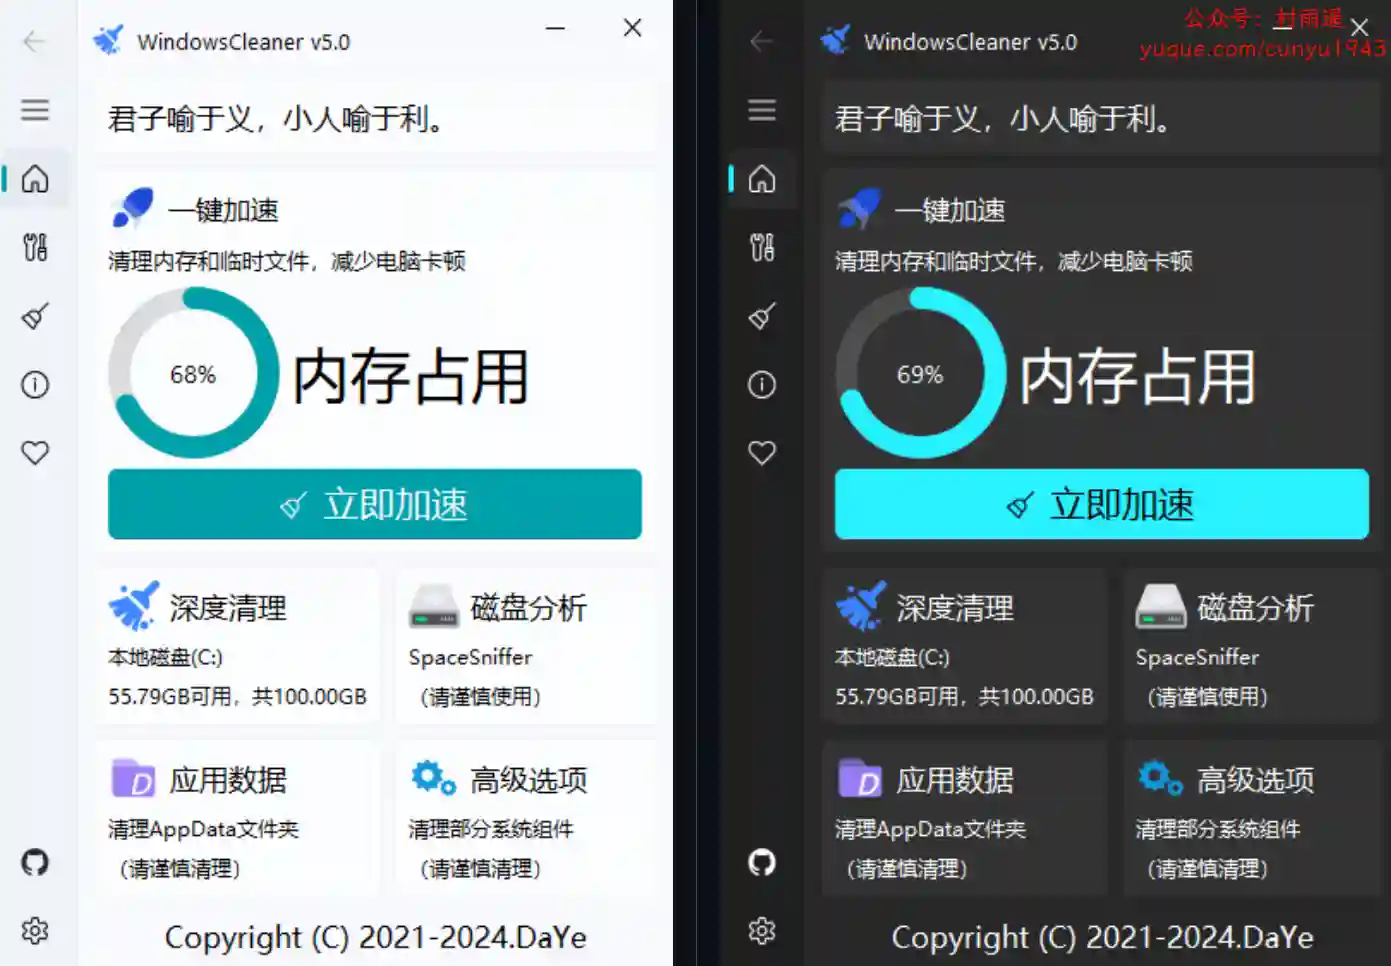 WindowsCleaner v5.0
君子喻于义，小人喻于利。
一键加速
清理内存和临时文件，减少电脑卡顿
68%
内存占用
立即加速
深度清理
本地磁盘(C:)
55.79GB可用，共100.00GB
磁盘分析
SpaceSniffer
（请谨慎使用）
应用数据
清理AppData文件夹
（请谨慎清理）
高级选项
清理部分系统组件
（请谨慎清理）
Copyright (C) 2021-2024.DaYe
公众号：村雨遥
yuque.com/cunyu1943
WindowsCleaner v5.0
君子喻于义，小人喻于利。
一键加速
清理内存和临时文件，减少电脑卡顿
69%
内存占用
立即加速
深度清理
本地磁盘(C:)
55.79GB可用，共100.00GB
磁盘分析
SpaceSniffer
（请谨慎使用）
应用数据
清理AppData文件夹
（请谨慎清理）
高级选项
清理部分系统组件
（请谨慎清理）
Copyright (C) 2021-2024.DaYe